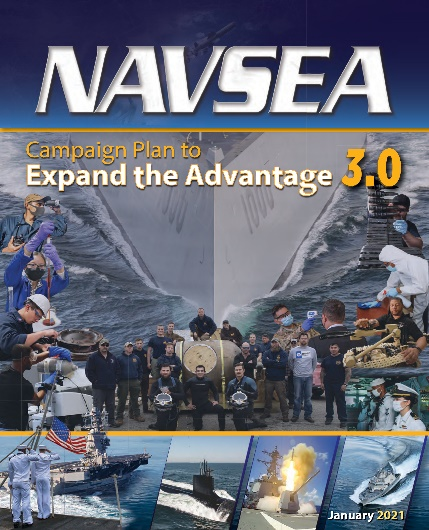 NAVSEA
Campaign Plan to
Expand the Advantage 3.0
January 2021